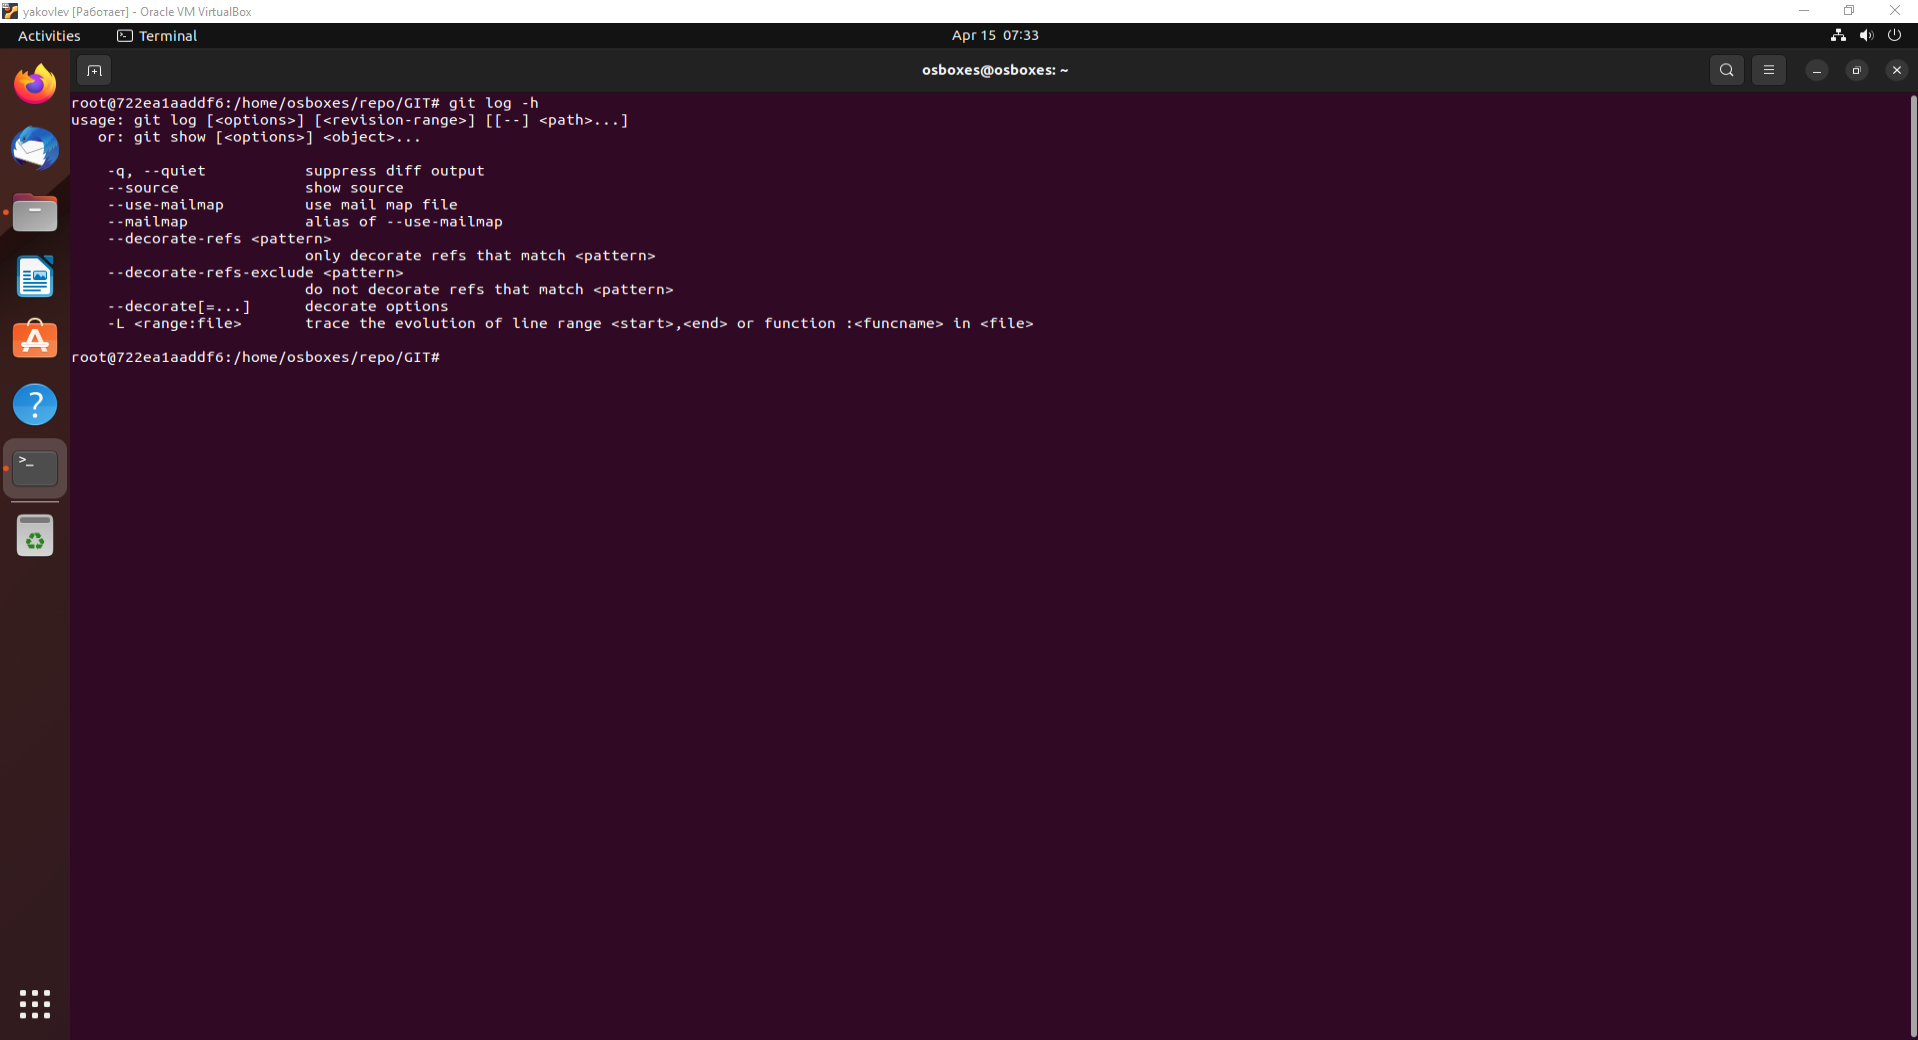 yakovlev [Работает] - Oracle VM VirtualBox
Activities
Terminal
Apr 15 07:33
osboxes@osboxes: ~
root@722ea1aaddf6:/home/osboxes/repo/GIT# git log -h
usage: git log [<options>] [<revision-range>] [[--] <path>...]
   or: git show [<options>] <object>...
    -q, --quiet           suppress diff output
    --source              show source
    --use-mailmap         use mail map file
    --mailmap             alias of --use-mailmap
    --decorate-refs <pattern>
                          only decorate refs that match <pattern>
    --decorate-refs-exclude <pattern>
                          do not decorate refs that match <pattern>
    --decorate[=...]      decorate options
    -L <range:file>       trace the evolution of line range <start>,<end> or function :<funcname> in <file>
root@722ea1aaddf6:/home/osboxes/repo/GIT#